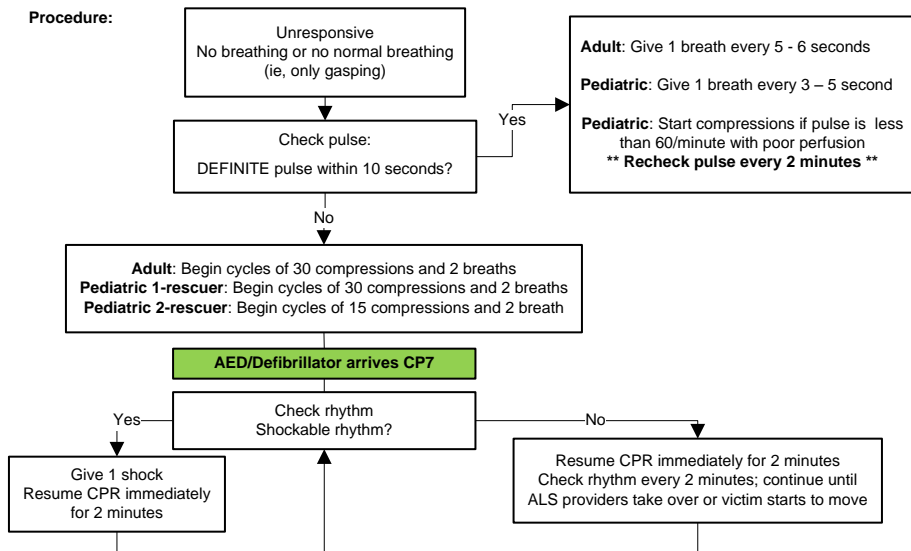 Procedure:
Unresponsive
No breathing or no normal breathing
(ie, only gasping)
Adult: Give 1 breath every 5 - 6 seconds
Pediatric: Give 1 breath every 3 – 5 second
Pediatric: Start compressions if pulse is less
than 60/minute with poor perfusion
** Recheck pulse every 2 minutes **
Yes
Check pulse:
DEFINITE pulse within 10 seconds?
No
Adult: Begin cycles of 30 compressions and 2 breaths
Pediatric 1-rescuer: Begin cycles of 30 compressions and 2 breaths
Pediatric 2-rescuer: Begin cycles of 15 compressions and 2 breath
AED/Defibrillator arrives CP7
Check rhythm
Shockable rhythm?
Yes
No
Give 1 shock
Resume CPR immediately
for 2 minutes
Resume CPR immediately for 2 minutes
Check rhythm every 2 minutes; continue until
ALS providers take over or victim starts to move